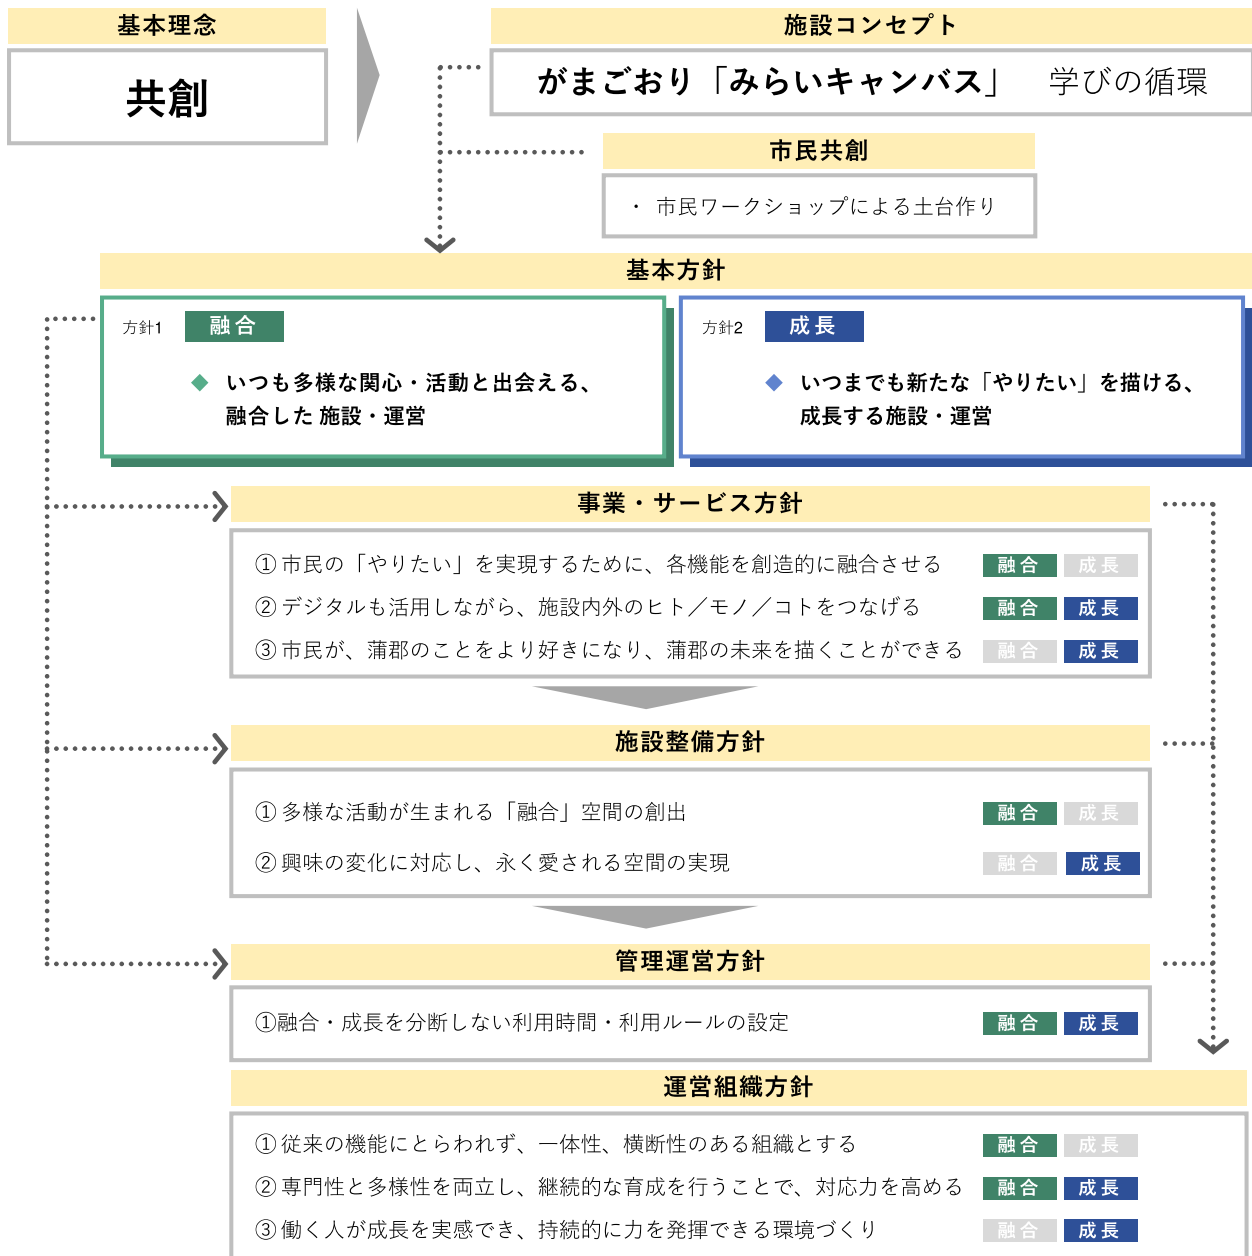 基本理念
共創
施設コンセプト
がまごおり「みらいキャンバス」　学びの循環
市民共創
・ 市民ワークショップによる土台作り
基本方針
方針1 融合
◆ いつも多様な関心・活動と出会える、
融合した 施設・運営
方針2 成長
◆ いつまでも新たな「やりたい」を描ける、
成長する施設・運営
事業・サービス方針
①市民の「やりたい」を実現するために、各機能を創造的に融合させる 融合 成長
②デジタルも活用しながら、施設内外のヒト／モノ／コトをつなげる 融合 成長
③市民が、蒲郡のことをより好きになり、蒲郡の未来を描くことができる 融合 成長
施設整備方針
①多様な活動が生まれる「融合」空間の創出 融合 成長
②興味の変化に対応し、永く愛される空間の実現 融合 成長
管理運営方針
①融合・成長を分断しない利用時間・利用ルールの設定 融合 成長
運営組織方針
①従来の機能にとらわれず、一体性、横断性のある組織とする 融合 成長
②専門性と多様性を両立し、継続的な育成を行うことで、対応力を高める 融合 成長
③働く人が成長を実感でき、持続的に力を発揮できる環境づくり 融合 成長